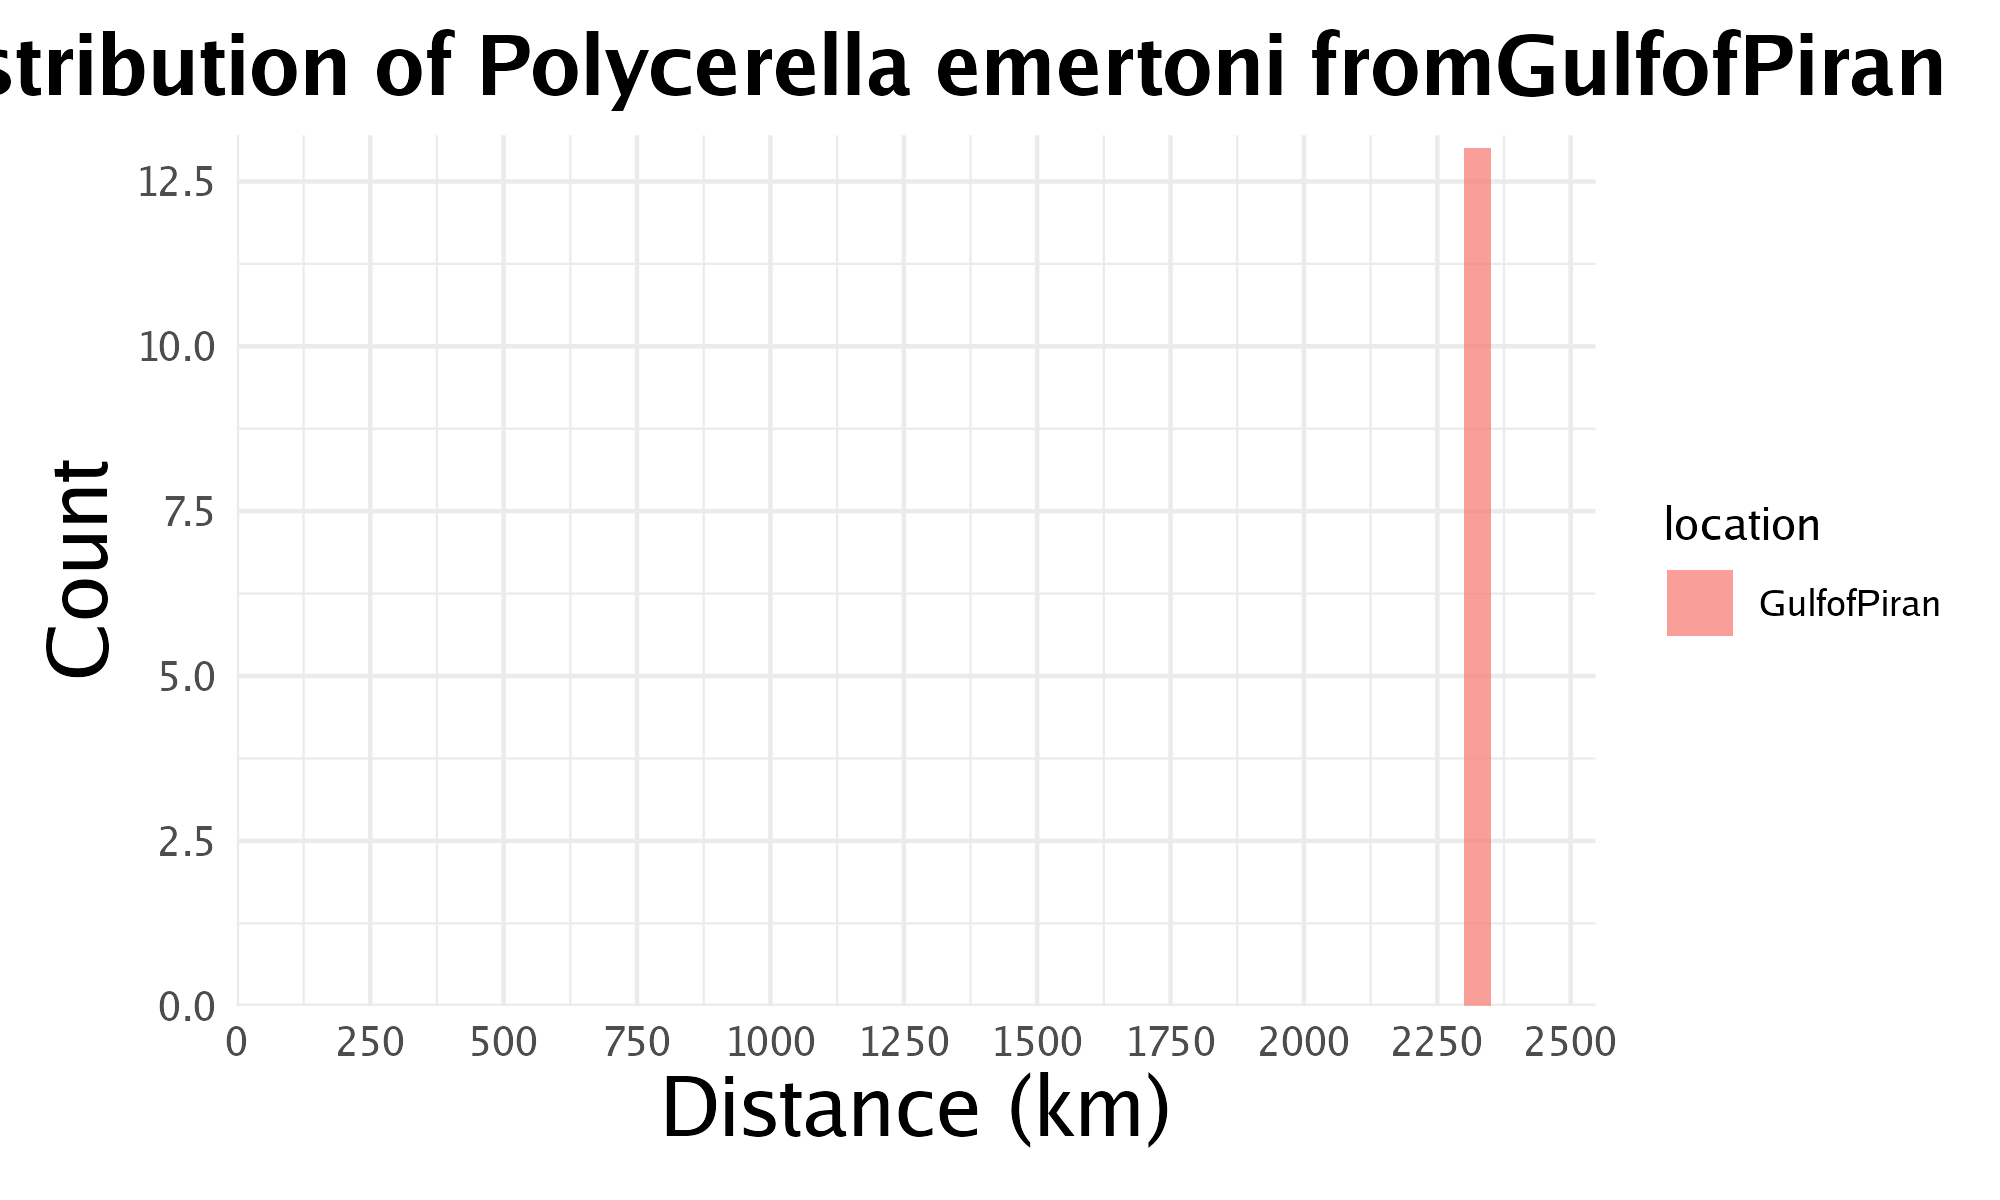 stribution of Polycerella emertoni fromGulfofPiran
12.5
10.0
7.5
5.0
2.5
0.0
Count
0 250 500 750 1000 1250 1500 1750 2000 2250 2500
Distance (km)
location
GulfofPiran